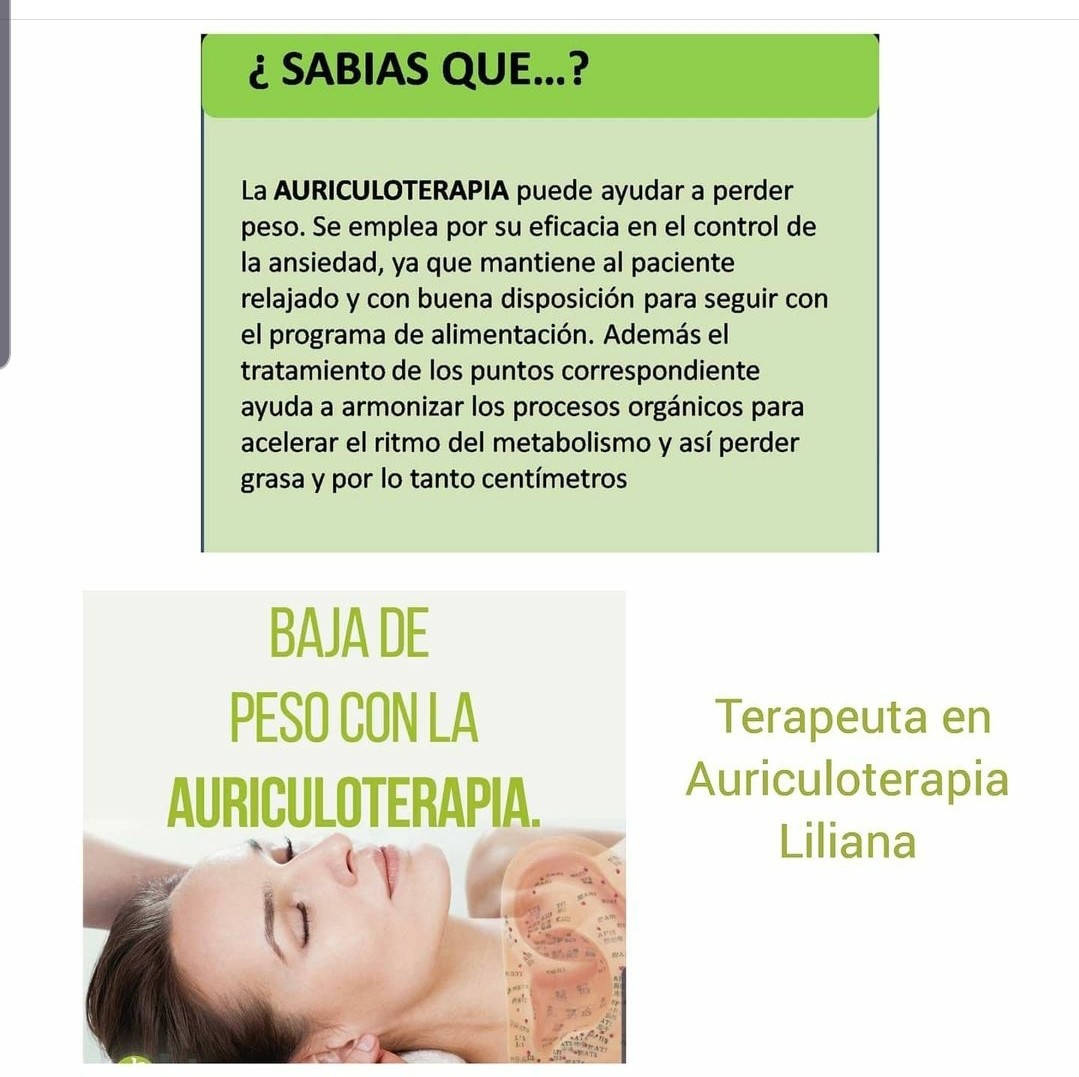 ¿ SABIAS QUE...?
La AURICULOTERAPIA puede ayudar a perder
peso. Se emplea por su eficacia en el control de
la ansiedad, ya que mantiene al paciente
relajado y con buena disposición para seguir con
el programa de alimentación. Además el
tratamiento de los puntos correspondiente
ayuda a armonizar los procesos orgánicos para
acelerar el ritmo del metabolismo y así perder
grasa y por lo tanto centímetros
BAJA DE
PESO CON LA
AURICULOTERAPIA.
Terapeuta en
Auriculoterapia
Liliana